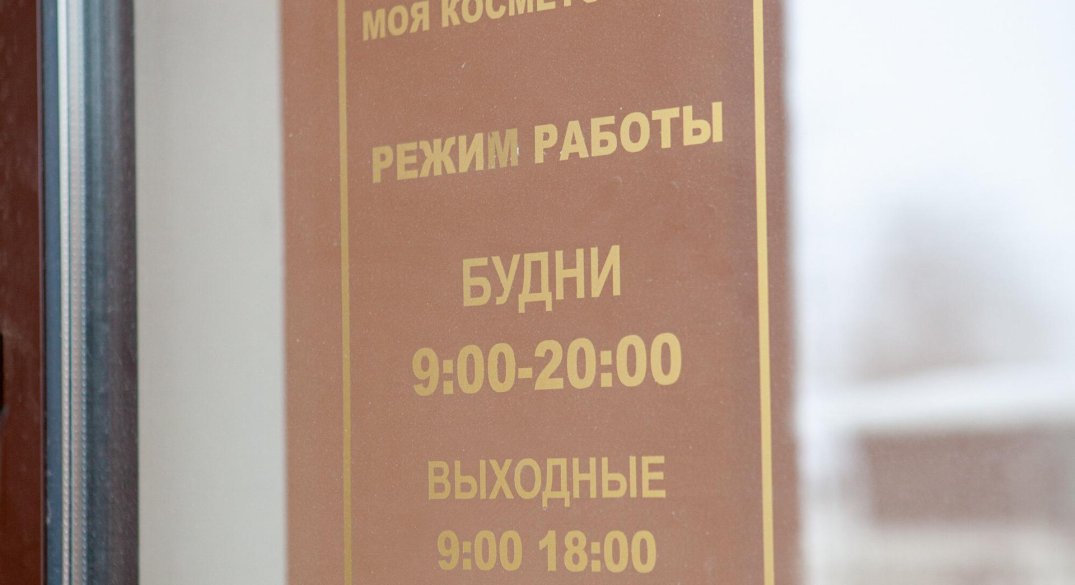 МОЯ
РЕЖИМ РАБОТЫ
БУДНИ
9:00-20:00
ВЫХОДНЫЕ
9:00 18:00